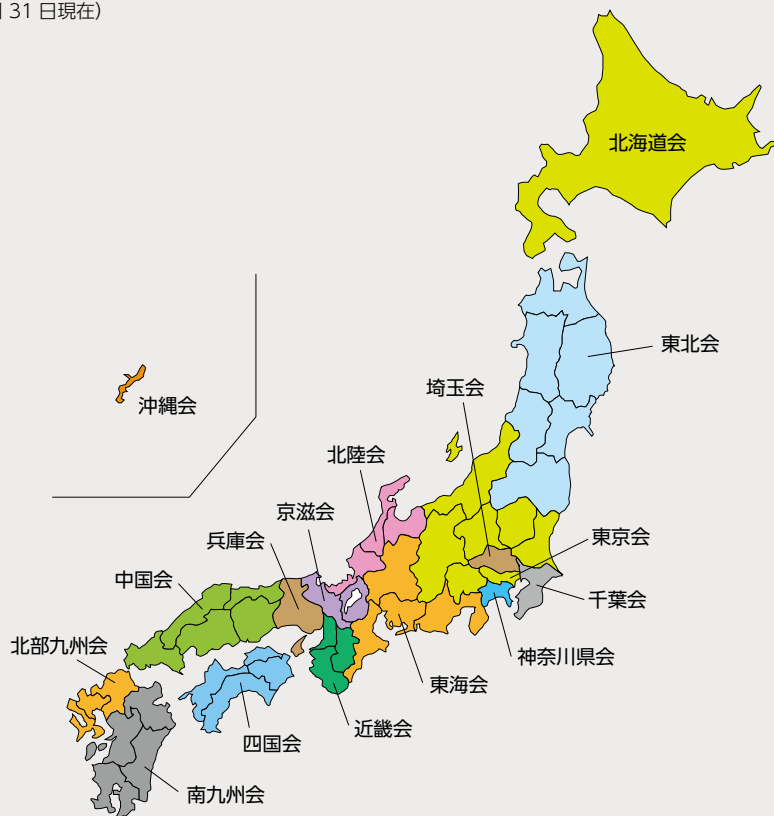 31 日現在)
北海道会
東北会
埼玉会
沖縄会
北陸会
京滋会
兵庫会
東京会
中国会
千葉会
北部九州会
神奈川県会
東海会
近畿会
四国会
南九州会